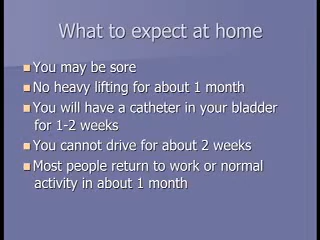 What to expect at home
You may be sore
No heavy lifting for about 1 month
You will have a catheter in your bladder
for 1-2 weeks
You cannot drive for about 2 weeks
Most people return to work or normal
activity in about 1 month